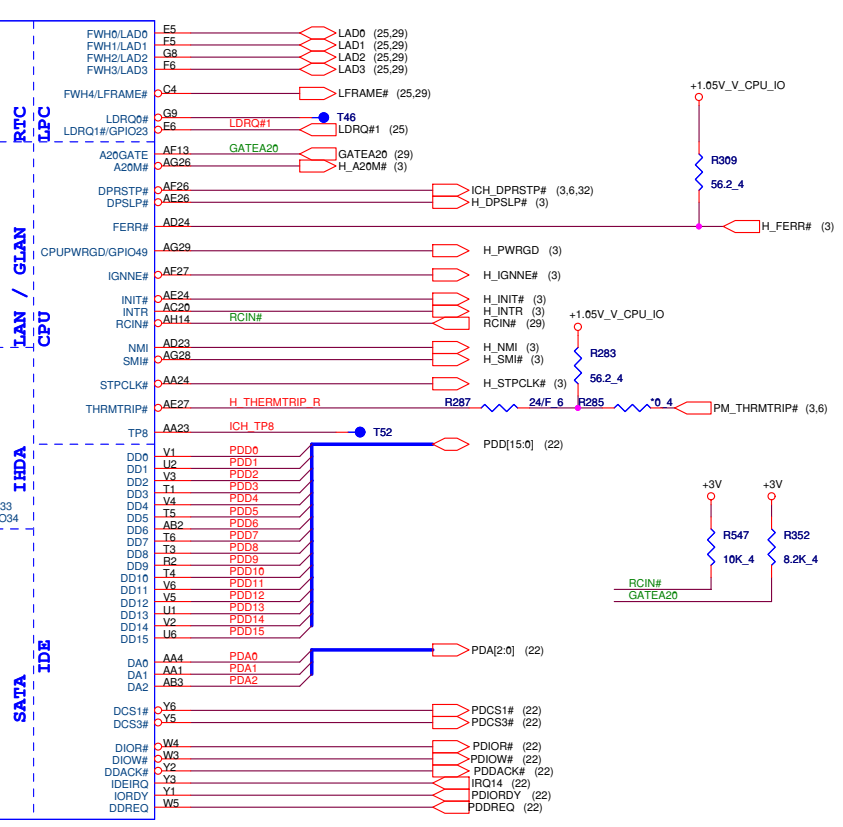 FWH0/LAD0 E5 LAD0 (25,29)
FWH1/LAD1 F5 LAD1 (25,29)
FWH2/LAD2 G8 LAD2 (25,29)
FWH3/LAD3 F6 LAD3 (25,29)
+1.05V_V_CPU_IO
FWH4/LFRAME# C4 LFRAME# (25,29)
RTC
LPC
LDRQ0# G9 T46
LDRQ1#/GPIO23 E6 LDRQ#1 LDRQ#1 (25)
A20GATE AF13 GATEA20 GATEA20 (29)
A20M# AG26 H_A20M# (3)
R309
56.2_4
DPRSTP# AF26 ICH_DPRSTP# (3,6,32)
DPSLP# AE26 H_DPSLP# (3)
FERR# AD24 H_FERR# (3)
LAN / GLAN
CPU
CPUPWRGD/GPIO49 AG29 H_PWRGD (3)
IGNNE# AF27 H_IGNNE# (3)
INIT# AE24 H_INIT# (3)
INTR AC20 H_INTR (3)
+1.05V_V_CPU_IO
RCIN# AH14 RCIN# RCIN# (29)
NMI AD23 H_NMI (3)
SMI# AG28 H_SMI# (3)
R283
56.2_4
STPCLK# AA24 H_STPCLK# (3)
THRMTRIP# AE27 H_THERMTRIP_R R287 24/F_6 R285 *0_4 PM_THRMTRIP# (3,6)
TP8 AA23 ICH_TP8 T52
IHDA
PDD[15:0] (22)
DD0 V1 PDD0
DD1 U2 PDD1
DD2 V3 PDD2
DD3 T1 PDD3
DD4 V4 PDD4
DD5 T5 PDD5
DD6 AB2 PDD6
DD7 T6 PDD7
DD8 T3 PDD8
DD9 R2 PDD9
DD10 T4 PDD10
DD11 V6 PDD11
DD12 V5 PDD12
DD13 U1 PDD13
DD14 V2 PDD14
DD15 U6 PDD15
33
O34
+3V +3V
R547 R352
10K_4 8.2K_4
RCIN#
GATEA20
SATA
IDE
PDA[2:0] (22)
DA0 AA4 PDA0
DA1 AA1 PDA1
DA2 AB3 PDA2
DCS1# Y6 PDCS1# (22)
DCS3# Y5 PDCS3# (22)
DIOR# W4 PDIOR# (22)
DIOW# W3 PDIOW# (22)
DDACK# Y2 PDDACK# (22)
IDEIRQ Y3 IRQ14 (22)
IORDY Y1 PDIORDY (22)
DDREQ W5 PDDREQ (22)